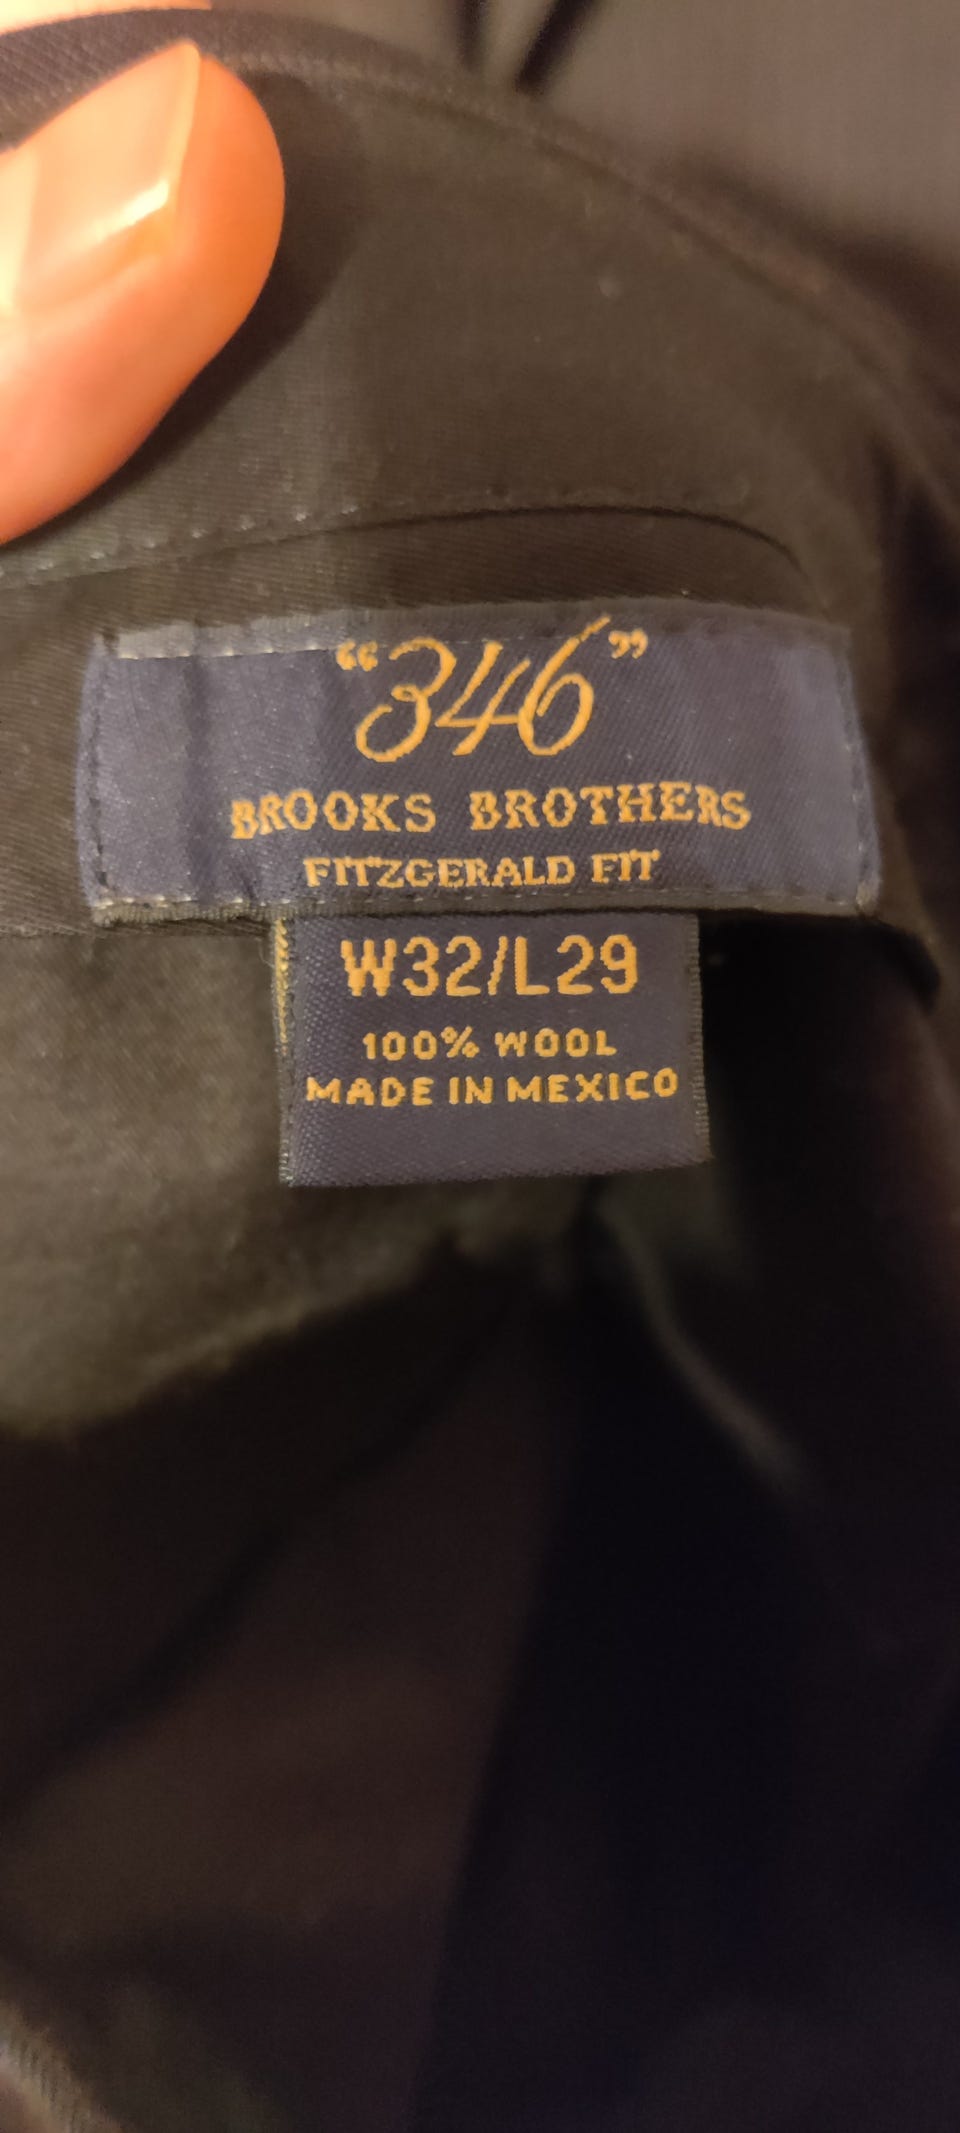 “346”
BROOKS BROTHERS
FITZGERALD FIT
W32/L29
100% WOOL
MADE IN MEXICO